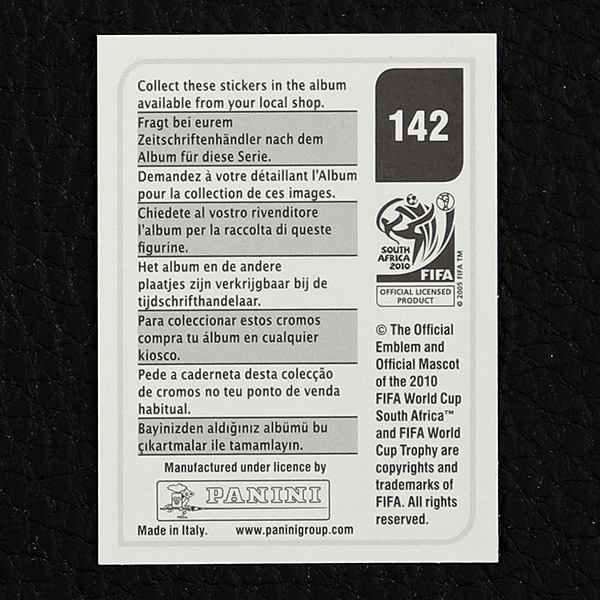 Collect these stickers in the album
available from your local shop.
Fragt bei eurem
Zeitschriftenhändler nach dem
Album für diese Serie.
Demandez à votre détaillant l'Album
pour la collection de ces images.
Chiedete al vostro rivenditore
l'album per la raccolta di queste
figurine.
Het album en de andere
plaatjes zijn verkrijgbaar bij de
tijdschrifthandelaar.
Para coleccionar estos cromos
compra tu álbum en cualquier
kiosco.
Pede a caderneta desta colecção
de cromos no teu ponto de venda
habitual.
Bayinizden aldığınız albümü bu
çıkartmalar ile tamamlayın.
Manufactured under licence by
PANINI
Made in Italy. www.paninigroup.com
142
SOUTH
AFRICA
2010
FIFA
OFFICIAL LICENSED
PRODUCT
© 2005 FIFA TM
© The Official
Emblem and
Official Mascot
of the 2010
FIFA World Cup
South Africa™
and FIFA World
Cup Trophy are
copyrights and
trademarks of
FIFA. All rights
reserved.